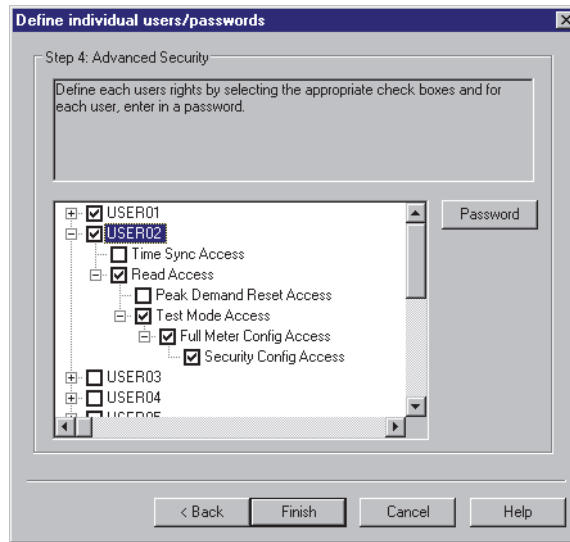 Define individual users/passwords
Step 4: Advanced Security
Define each users rights by selecting the appropriate check boxes and for
each user, enter in a password.
USER01
Password
USER02
Time Sync Access
Read Access
Peak Demand Reset Access
Test Mode Access
Full Meter Config Access
Security Config Access
USER03
USER04
USER05
< Back
Finish
Cancel
Help